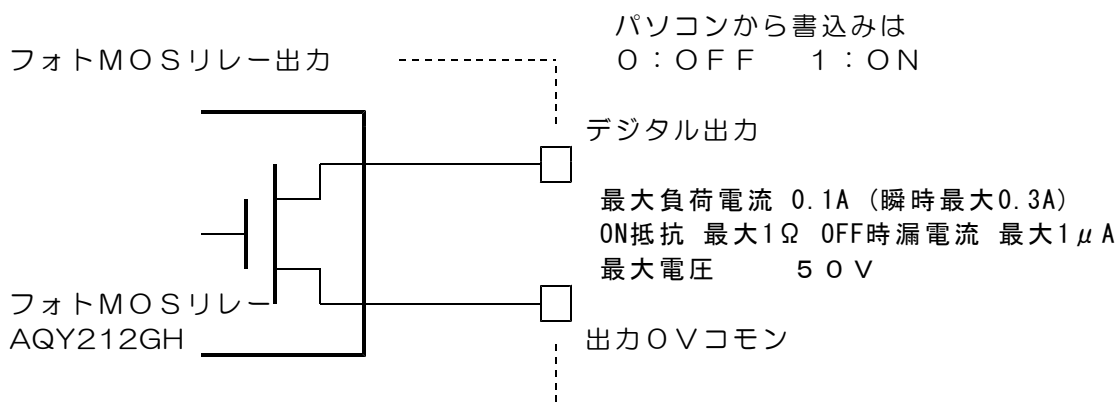 パソコンから書込みは
フォトＭＯＳリレー出力
０：ＯＦＦ　１：ＯＮ
デジタル出力
最大負荷電流 0.1A (瞬時最大0.3A)
ON抵抗 最大1Ω OFF時漏電流 最大1μA
最大電圧　　５０Ｖ
フォトＭＯＳリレー
AQY212GH
出力０Ｖコモン